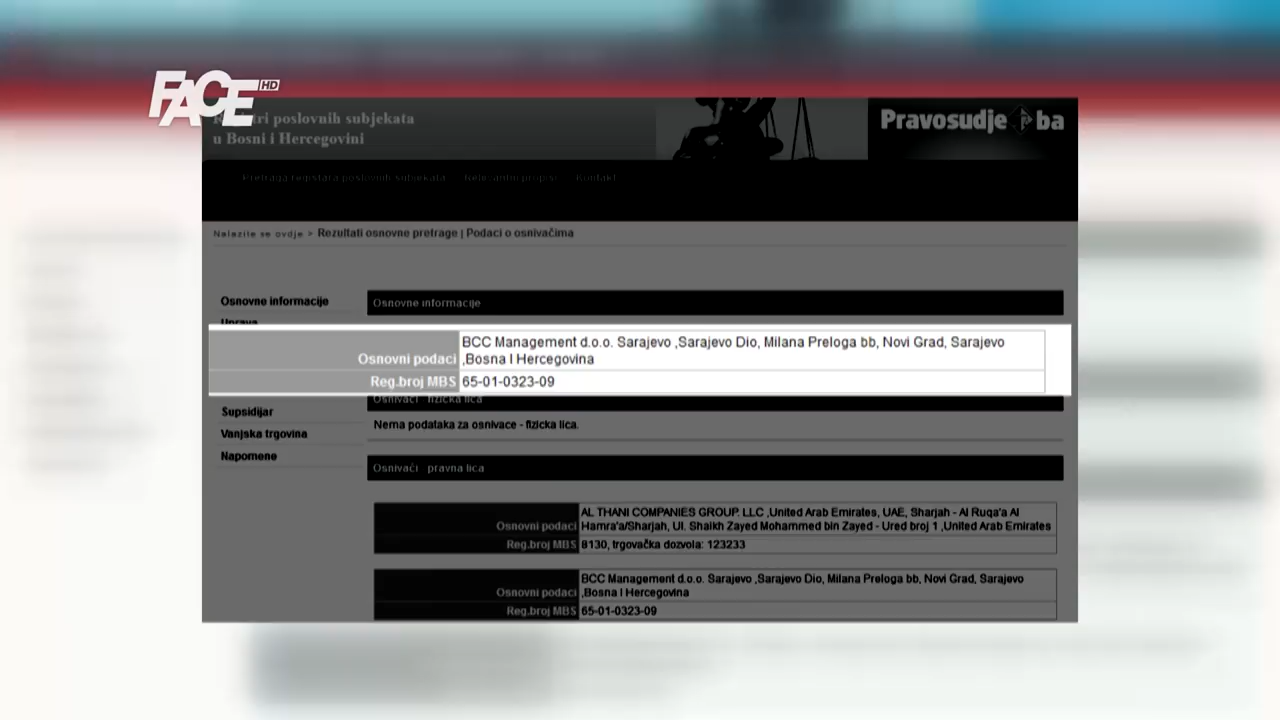 FACE HD
Registri poslovnih subjekata
u Bosni i Hercegovini
Pravosudje ba
Pretraga registara poslovnih subjekata Relevantni propisi Kontakt
Nalazite se ovdje > Rezultati osnovne pretrage | Podaci o osnivačima
Osnovne informacije
Osnovne informacije
Uprava
BCC Management d.o.o. Sarajevo ,Sarajevo Dio, Milana Preloga bb, Novi Grad, Sarajevo
Osnovni podaci ,Bosna I Hercegovina
Reg.broj MBS 65-01-0323-09
Osnivači fizička lica
Supsidijar
Nema podataka za osnivace - fizicka lica.
Vanjska trgovina
Napomene
Osnivači pravna lica
AL THANI COMPANIES GROUP. LLC ,United Arab Emirates, UAE, Sharjah - Al Ruqa'a Al
Osnovni podaci Hamra'a/Sharjah, Ul. Shaikh Zayed Mohammed bin Zayed - Ured broj 1 ,United Arab Emirates
Reg.broj MBS 8130, trgovačka dozvola: 123233
BCC Management d.o.o. Sarajevo ,Sarajevo Dio, Milana Preloga bb, Novi Grad, Sarajevo
Osnovni podaci ,Bosna I Hercegovina
Reg.broj MBS 65-01-0323-09